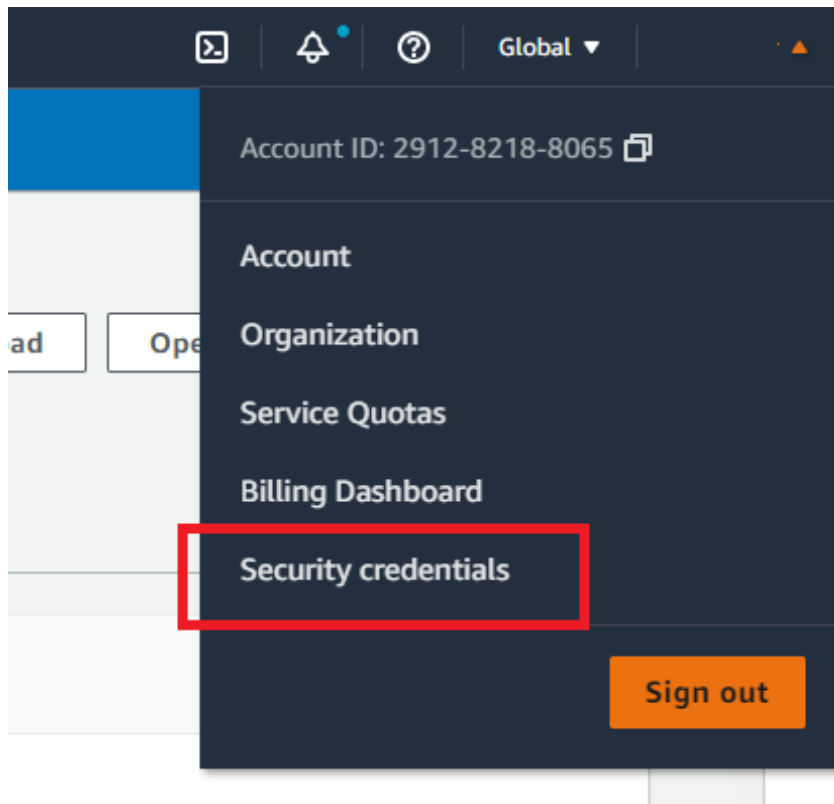 Global
Account ID: 2912-8218-8065
Account
Organization
Service Quotas
Billing Dashboard
Security credentials
Sign out
ad
Ope